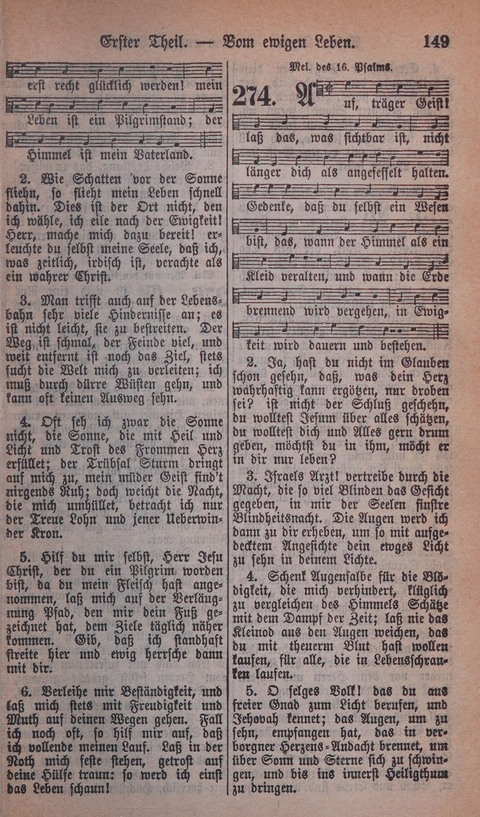 Erster Theil. — Vom ewigen Leben. 149
erst recht glücklich werden! mein
Leben ist ein Pilgrimstand; der
Himmel ist mein Vaterland.
2. Wie Schatten vor der Sonne
fliehn, so flieht mein Leben schnell
dahin. Dies ist der Ort nicht, den
ich wähle, ich eile nach der Ewigkeit!
Herr, mache mich dazu bereit! er-
leuchte du selbst meine Seele, daß ich,
was zeitlich, irdisch ist, verachte als
ein wahrer Christ.
3. Man trifft auch auf der Lebens-
bahn sehr viele Hindernisse an; es
ist nicht leicht, sie zu bestreiten. Der
Weg ist schmal, der Feinde viel, und
weit entfernt ist noch das Ziel, stets
sucht die Welt mich zu verleiten; ich
muß durch dürre Wüsten gehn, und
kann oft keinen Ausweg sehn.
4. Oft seh ich zwar die Sonne
nicht, die Sonne, die mit Heil und
Licht und Trost des Frommen Herz
erfüllet; der Trübsal Sturm dringt
auf mich zu, mein müder Geist find't
nirgends Ruh; doch weicht die Nacht,
die mich umhüllet, betracht ich nur
der Treue Lohn und jener Ueberwin-
der Kron.
5. Hilf du mir selbst, Herr Jesu
Christ, der du ein Pilgrim worden
bist, da du mein Fleisch hast ange-
nommen, laß mich auf der Verläug-
nung Pfad, den mir dein Fuß ge-
zeichnet hat, dem Ziele täglich näher
kommen. Gib, daß ich standhaft
streite hier und ewig herrsche dann
mit dir.
6. Verleihe mir Beständigkeit, und
laß mich stets mit Freudigkeit und
Muth auf deinen Wegen gehen. Fall
ich noch oft, so hilf mir auf, daß
ich vollende meinen Lauf. Laß in der
Noth mich feste stehen, getrost auf
deine Hülfe traun: so werd ich einst
das Leben schaun!
Mel. des 16. Psalms.
274. Auf, träger Geist!
laß das, was sichtbar ist, nicht
länger dich als angefesselt halten.
Gedenke, daß du selbst ein Wesen
bist, das, wann der Himmel als ein
Kleid veralten, und wann die Erde
brennend wird vergehen, in Ewig-
keit wird dauern und bestehen.
2. Ja, hast du nicht im Glauben
schon gesehn, daß, was dein Herz
wahrhaftig kann ergötzen, nur droben
sei? ist nicht der Schluß geschehn,
du wolltest Jesum über alles schätzen,
du wolltest dich und Alles gern drum
geben, möchtest du in ihm, möcht er
in dir nur leben?
3. Israels Arzt! vertreibe durch die
Macht, die so viel Blinden das Gesicht
gegeben, in mir der Seelen finstre
Blindheitsnacht. Die Augen werd ich
dann zu dir erheben, um so mit aufge-
decktem Angesichte dein ewges Licht
zu sehn in deinem Lichte.
4. Schenk Augensalbe für die Blö-
digkeit, die mich verhindert, klüglich
zu vergleichen des Himmels Schätze
mit dem Dampf der Zeit; laß nie das
Kleinod aus den Augen weichen, das
du mit theuerm Blut hast wollen
kaufen, für alle, die in Lebensschran-
ken laufen.
5. O selges Volk! das du aus
freier Gnad zum Licht berufen, und
Jehovah kennet; das Augen, um zu
sehn, empfangen hat, das in ver-
borgner Herzens-Andacht brennet, um
über Sonn und Sterne sich zu schwin-
gen, und bis ins innerst Heiligthum
zu dringen.